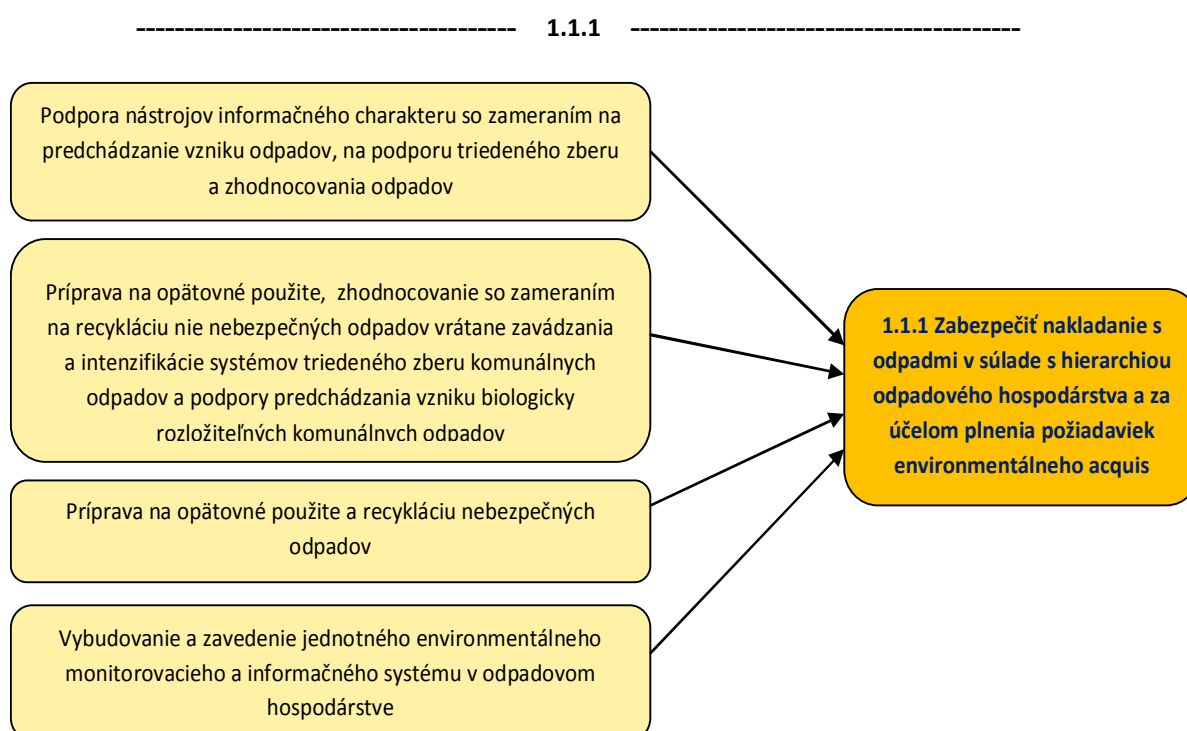 --------------------------------------- 1.1.1 ----------------------------------------
Podpora nástrojov informačného charakteru so zameraním na
predchádzanie vzniku odpadov, na podporu triedeného zberu
a zhodnocovania odpadov
Príprava na opätovné použite, zhodnocovanie so zameraním
na recykláciu nie nebezpečných odpadov vrátane zavádzania
a intenzifikácie systémov triedeného zberu komunálnych
odpadov a podpory predchádzania vzniku biologicky
rozložiteľných komunálnych odpadov
Príprava na opätovné použite a recykláciu nebezpečných
odpadov
Vybudovanie a zavedenie jednotného environmentálneho
monitorovacieho a informačného systému v odpadovom
hospodárstve
1.1.1 Zabezpečiť nakladanie s
odpadmi v súlade s hierarchiou
odpadového hospodárstva a za
účelom plnenia požiadaviek
environmentálneho acquis